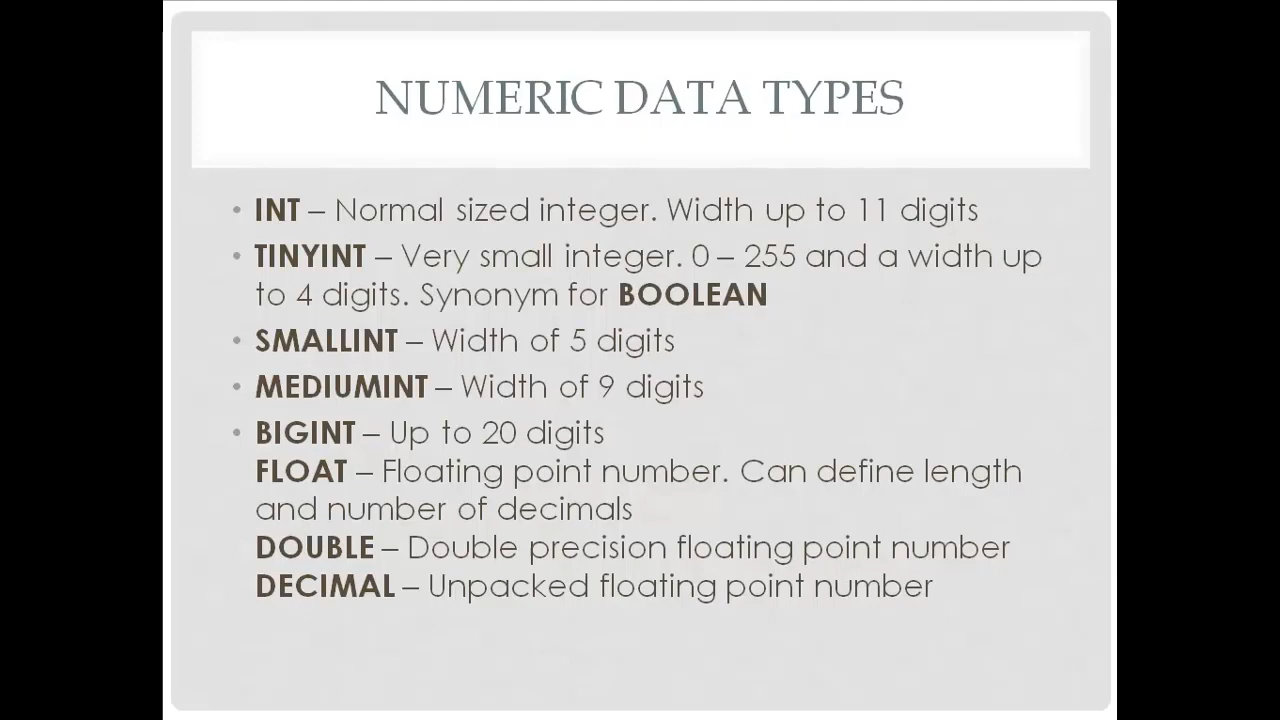 NUMERIC DATA TYPES
• INT – Normal sized integer. Width up to 11 digits
• TINYINT – Very small integer. 0 – 255 and a width up
to 4 digits. Synonym for BOOLEAN
• SMALLINT – Width of 5 digits
• MEDIUMINT – Width of 9 digits
• BIGINT – Up to 20 digits
FLOAT – Floating point number. Can define length
and number of decimals
DOUBLE – Double precision floating point number
DECIMAL – Unpacked floating point number